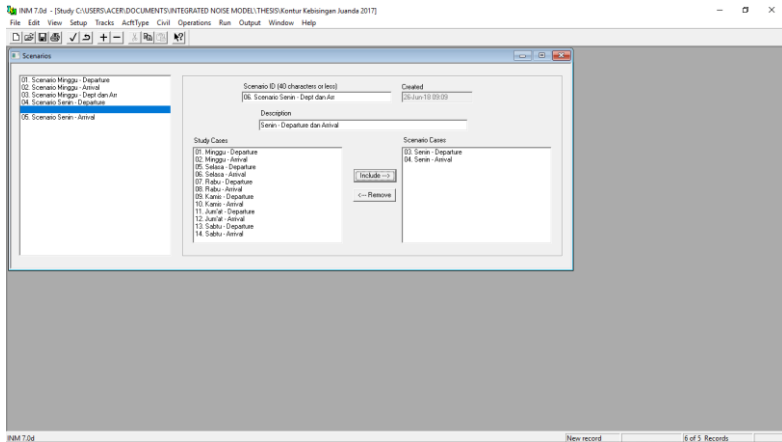 INM 7.0d - [Study C:\USERS\ACER\DOCUMENTS\INTEGRATED NOISE MODEL\THESIS\Kontur Kebisingan Juanda 2017]
File Edit View Setup Tracks AcftType Civil Operations Run Output Window Help
Scenarios
01. Scenario Minggu - Departure
02. Scenario Minggu - Arrival
03. Scenario Minggu - Dept dan Arr
04. Scenario Senin - Departure
05. Scenario Senin - Arrival
Scenario ID (40 characters or less)
Created
06. Scenario Senin - Dept dan Arr
26-Jun-18 09:09
Description
Senin - Departure dan Arrival
Study Cases
01. Minggu - Departure
02. Minggu - Arrival
05. Selasa - Departure
06. Selasa - Arrival
07. Rabu - Departure
08. Rabu - Arrival
09. Kamis - Departure
10. Kamis - Arrival
11. Jum'at - Departure
12. Jum'at - Arrival
13. Sabtu - Departure
14. Sabtu - Arrival
Include -->
<-- Remove
Scenario Cases
03. Senin - Departure
04. Senin - Arrival
INM 7.0d
New record
6 of 5 Records